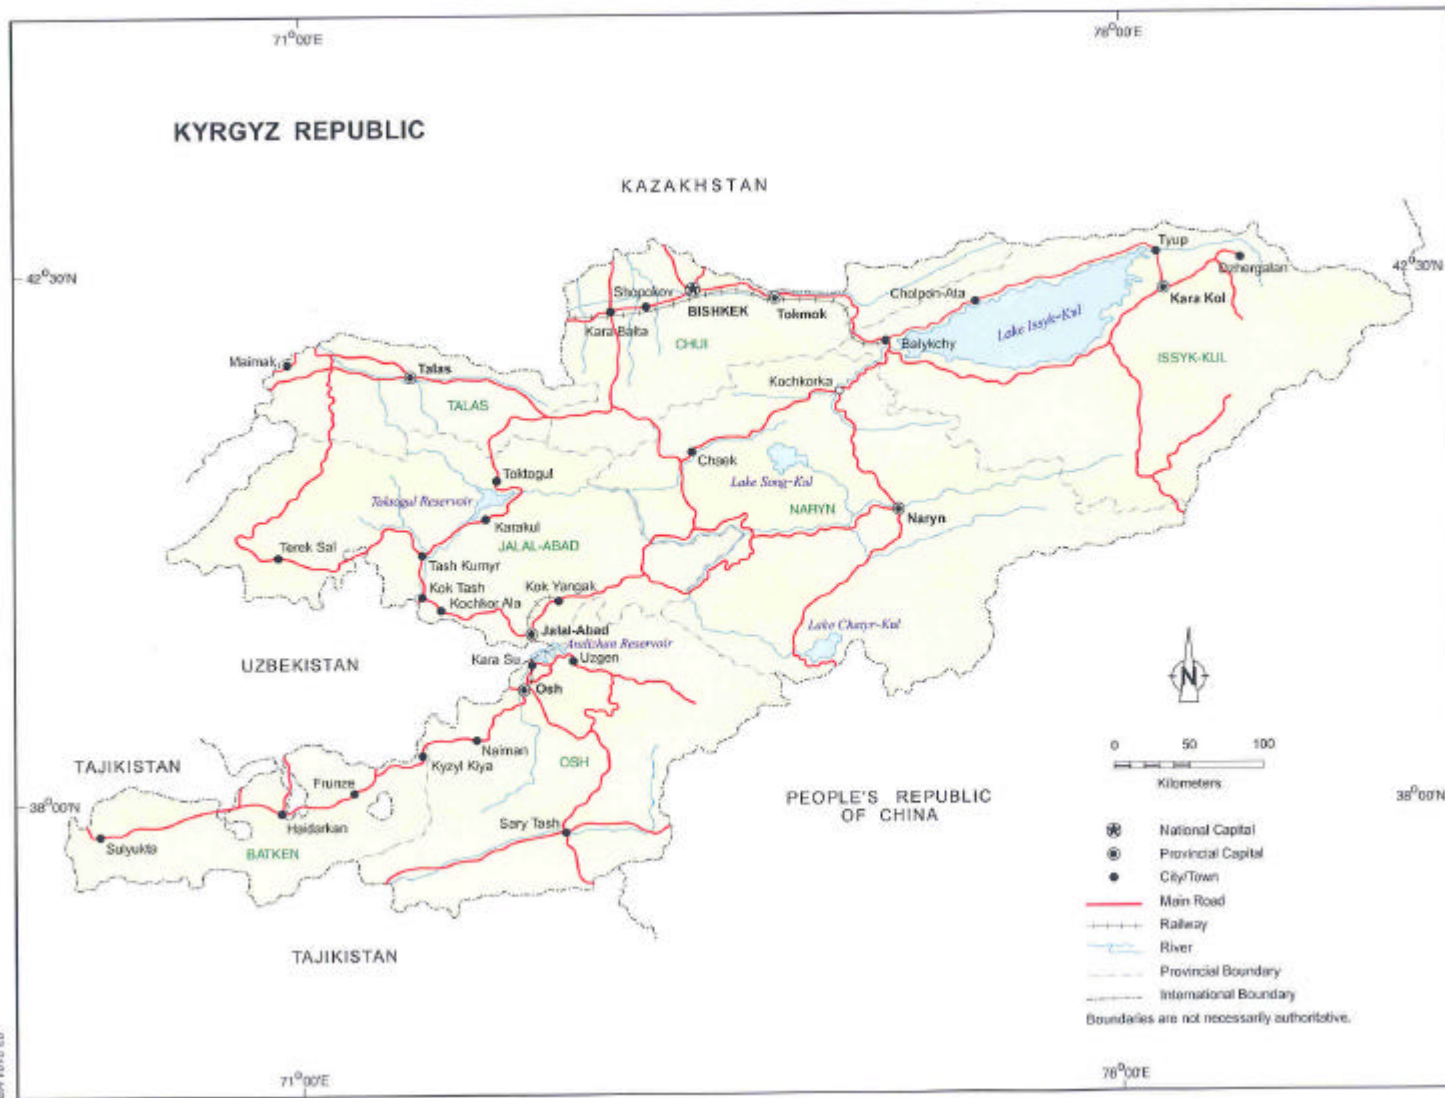 71°00'E
78°00'E
KYRGYZ REPUBLIC
KAZAKHSTAN
Tyup
42°30'N
Dzhergalan
42°30'N
Shopokov
Cholpon-Ata
Kara Kol
BISHKEK
Tokmok
Lake Issyk-Kul
Kara Balta
CHUI
Balykchy
Maimak
ISSYK-KUL
Talas
Kochkorka
TALAS
Chaek
Toktogul
Lake Song-Kul
Toktogul Reservoir
NARYN
Naryn
Karakul
Terek Sai
JALAL-ABAD
Tash Kumyr
Kok Tash
Kok Yangak
Kochkor Ala
Lake Chatyr-Kul
Jalal-Abad
Andizhan Reservoir
UZBEKISTAN
Kara Su
Uzgen
N
Osh
0 50 100
Naiman
TAJIKISTAN
Kyzyl Kiya
OSH
Kilometers
Frunze
38°00'N
PEOPLE'S REPUBLIC
OF CHINA
38°00'N
Haidarkan
Sary Tash
National Capital
Sulyukta
BATKEN
Provincial Capital
City/Town
Main Road
Railway
River
TAJIKISTAN
Provincial Boundary
International Boundary
Boundaries are not necessarily authoritative.
71°00'E
78°00'E